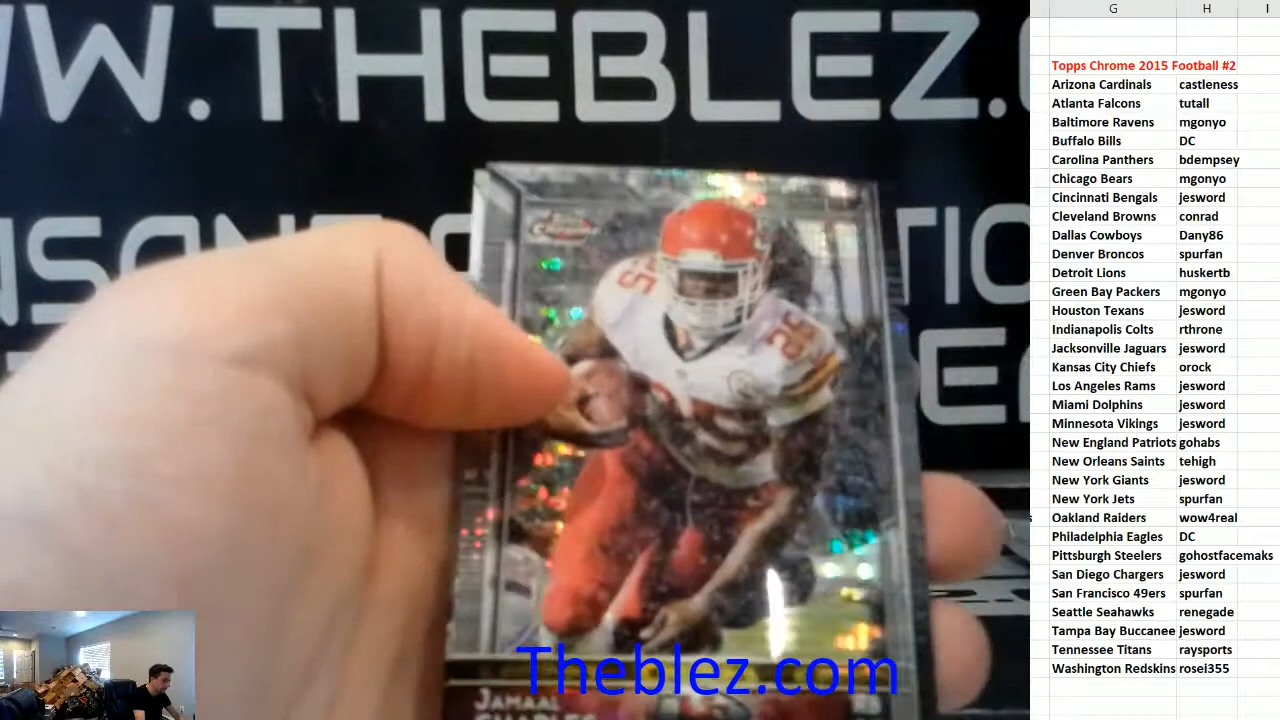 WW.THEBLEZ.C
Chrome
25
25
Theblez.com
JAMAAL
CHARLES
G H I
Topps Chrome 2015 Football #2
Arizona Cardinals castleness
Atlanta Falcons tutall
Baltimore Ravens mgonyo
Buffalo Bills DC
Carolina Panthers bdempsey
Chicago Bears mgonyo
Cincinnati Bengals jesword
Cleveland Browns conrad
Dallas Cowboys Dany86
Denver Broncos spurfan
Detroit Lions huskertb
Green Bay Packers mgonyo
Houston Texans jesword
Indianapolis Colts rthrone
Jacksonville Jaguars jesword
Kansas City Chiefs orock
Los Angeles Rams jesword
Miami Dolphins jesword
Minnesota Vikings jesword
New England Patriots gohabs
New Orleans Saints tehigh
New York Giants jesword
New York Jets spurfan
Oakland Raiders wow4real
Philadelphia Eagles DC
Pittsburgh Steelers gohostfacemaks
San Diego Chargers jesword
San Francisco 49ers spurfan
Seattle Seahawks renegade
Tampa Bay Buccanee jesword
Tennessee Titans raysports
Washington Redskins rosei355